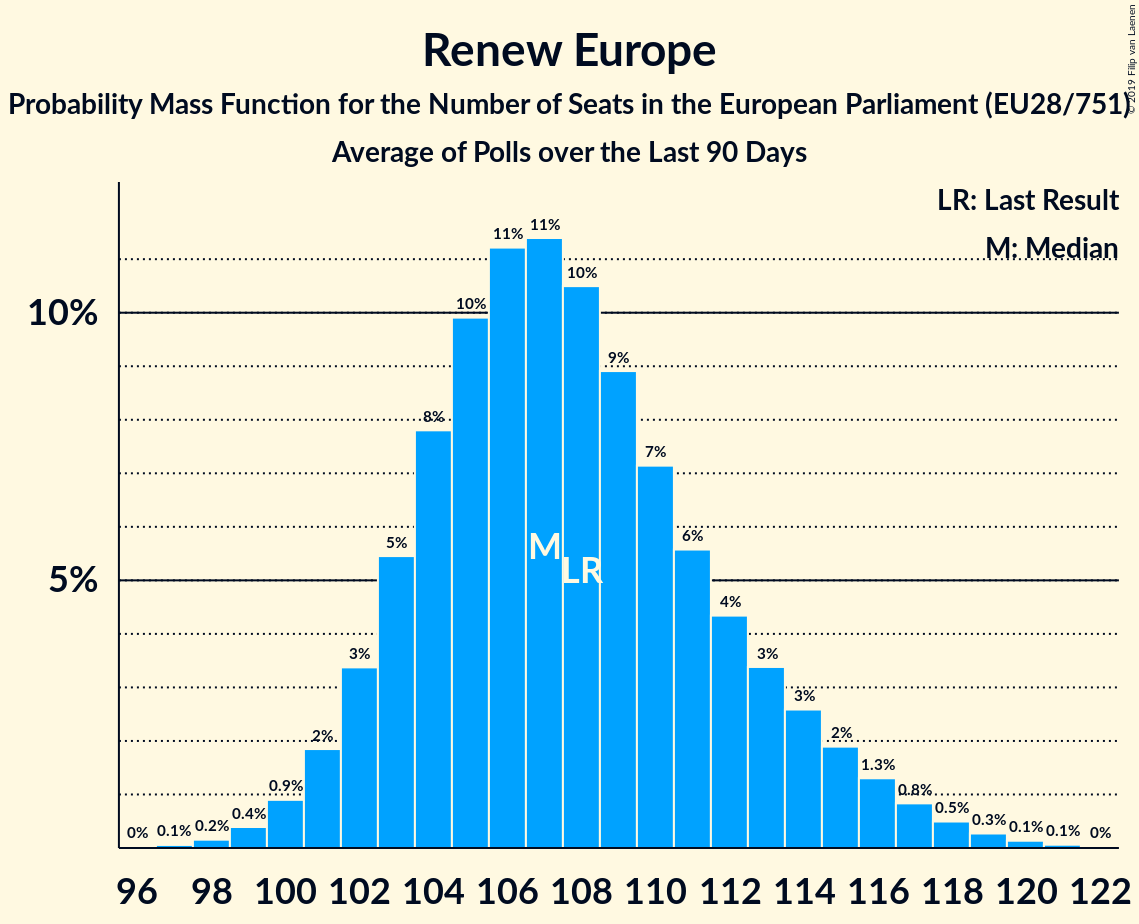 Renew Europe
Probability Mass Function for the Number of Seats in the European Parliament (EU28/751)
Average of Polls over the Last 90 Days
© 2019 Filip van Laenen
LR: Last Result
M: Median
10%
5%
0% 0.1% 0.2% 0.4% 0.9% 2% 3% 5% 8% 10% 11% 11% 10% 9% 7% 6% 4% 3% 3% 2% 1.3% 0.8% 0.5% 0.3% 0.1% 0.1% 0%
M
LR
96 98 100 102 104 106 108 110 112 114 116 118 120 122